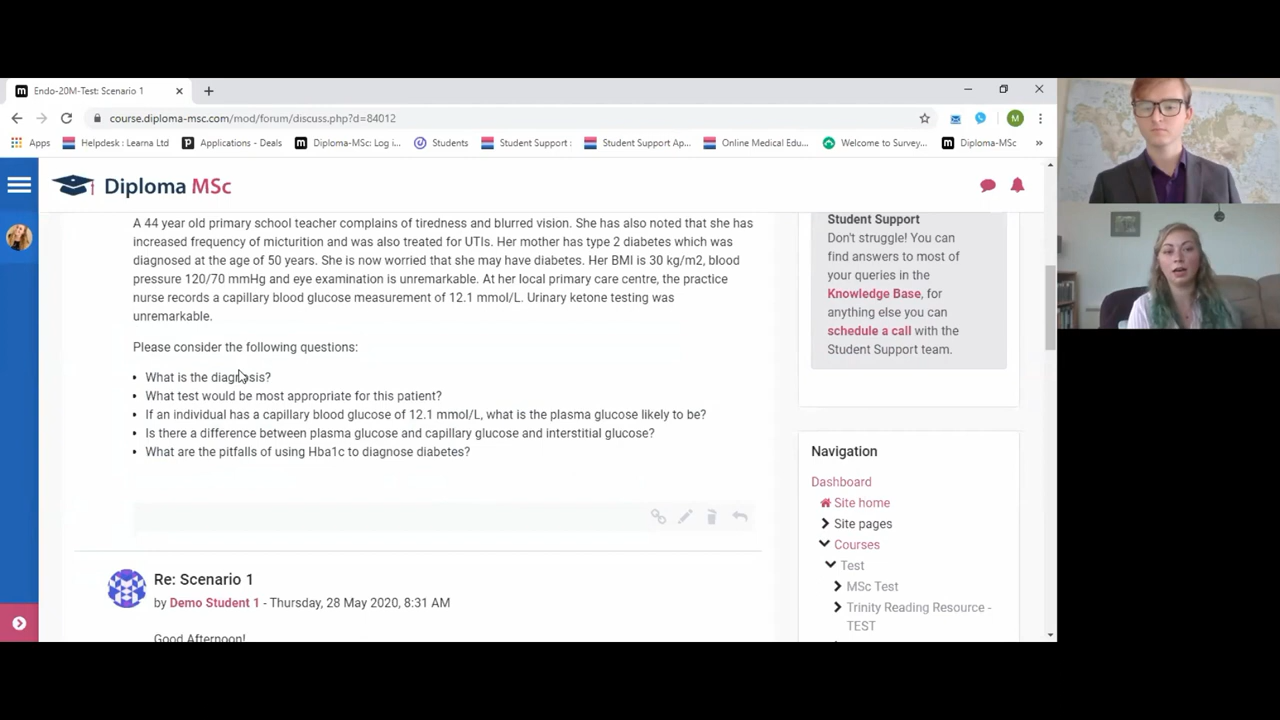 Endo-20M-Test: Scenario 1
course.diploma-msc.com/mod/forum/discuss.php?d=84012
M
Apps
Helpdesk : Learna Ltd
Applications - Deals
Diploma-MSc: Log i...
Students
Student Support :
Student Support Ap...
Online Medical Edu...
Welcome to Survey...
Diploma-MSc
»
Diploma MSc
A 44 year old primary school teacher complains of tiredness and blurred vision. She has also noted that she has
increased frequency of micturition and was also treated for UTIs. Her mother has type 2 diabetes which was
diagnosed at the age of 50 years. She is now worried that she may have diabetes. Her BMI is 30 kg/m2, blood
pressure 120/70 mmHg and eye examination is unremarkable. At her local primary care centre, the practice
nurse records a capillary blood glucose measurement of 12.1 mmol/L. Urinary ketone testing was
unremarkable.
Please consider the following questions:
• What is the diagnosis?
• What test would be most appropriate for this patient?
• If an individual has a capillary blood glucose of 12.1 mmol/L, what is the plasma glucose likely to be?
• Is there a difference between plasma glucose and capillary glucose and interstitial glucose?
• What are the pitfalls of using Hba1c to diagnose diabetes?
Re: Scenario 1
by Demo Student 1 - Thursday, 28 May 2020, 8:31 AM
Good Afternoon!
Student Support
Don't struggle! You can
find answers to most of
your queries in the
Knowledge Base, for
anything else you can
schedule a call with the
Student Support team.
Navigation
Dashboard
Site home
Site pages
Courses
Test
MSc Test
Trinity Reading Resource -
TEST